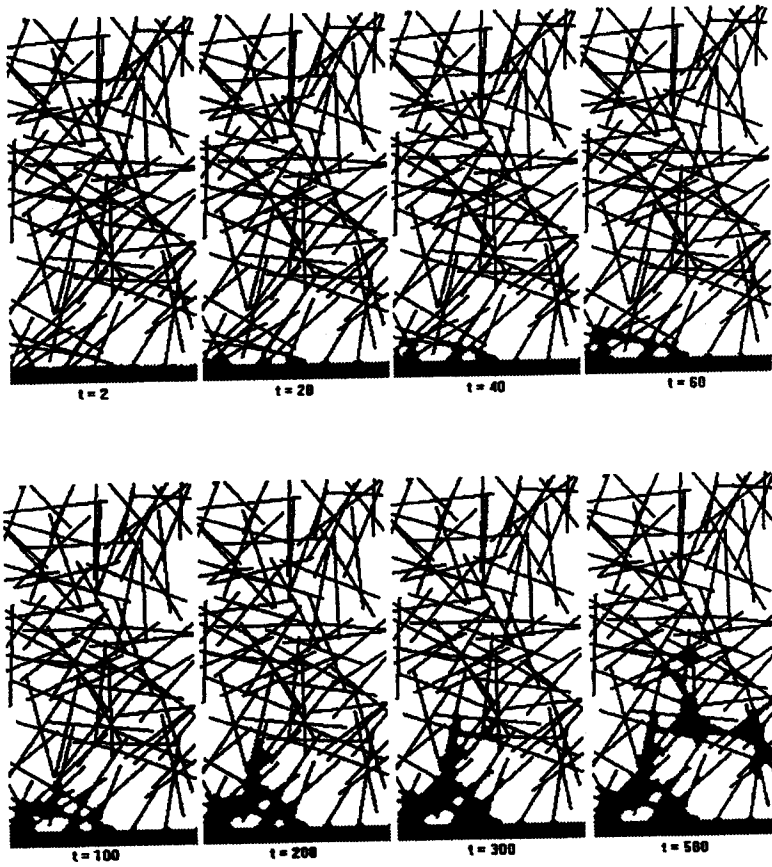 t = 2
t = 20
t = 40
t = 60
t = 100
t = 200
t = 300
t = 500